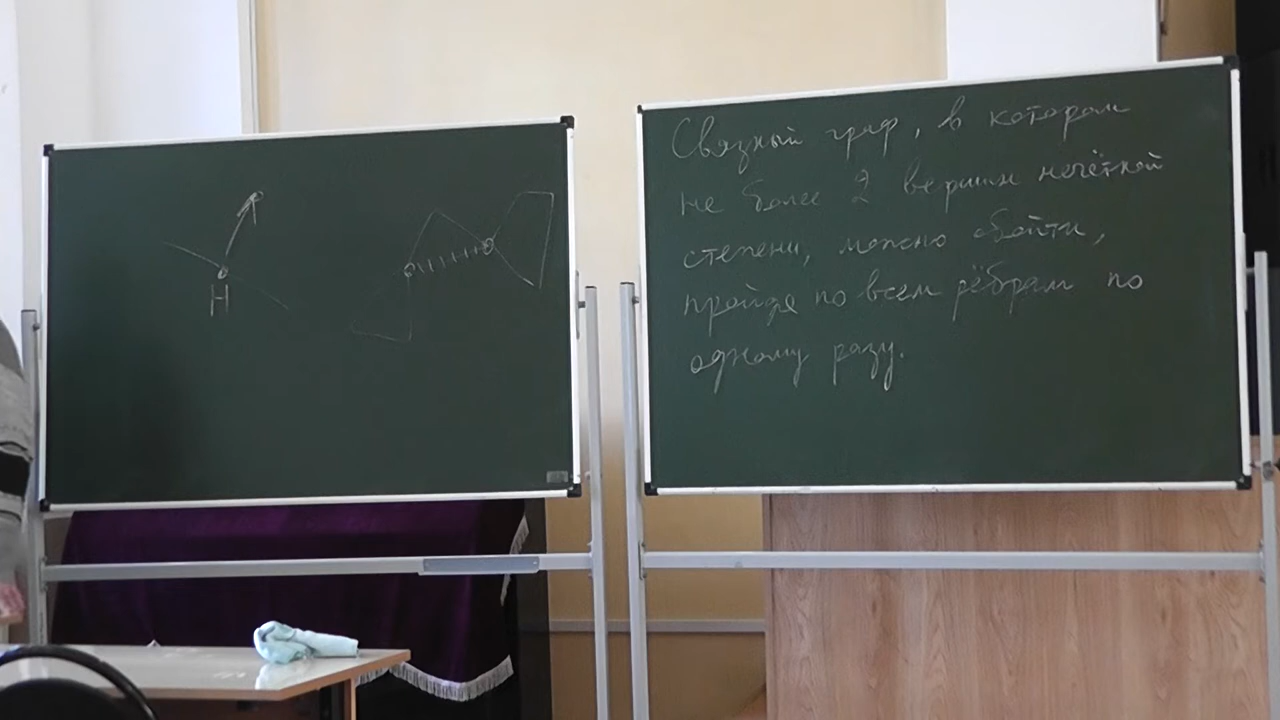 Н
Связный граф, в котором
не более 2 вершин нечётной
степени, можно обойти,
пройдя по всем рёбрам по
одному разу.